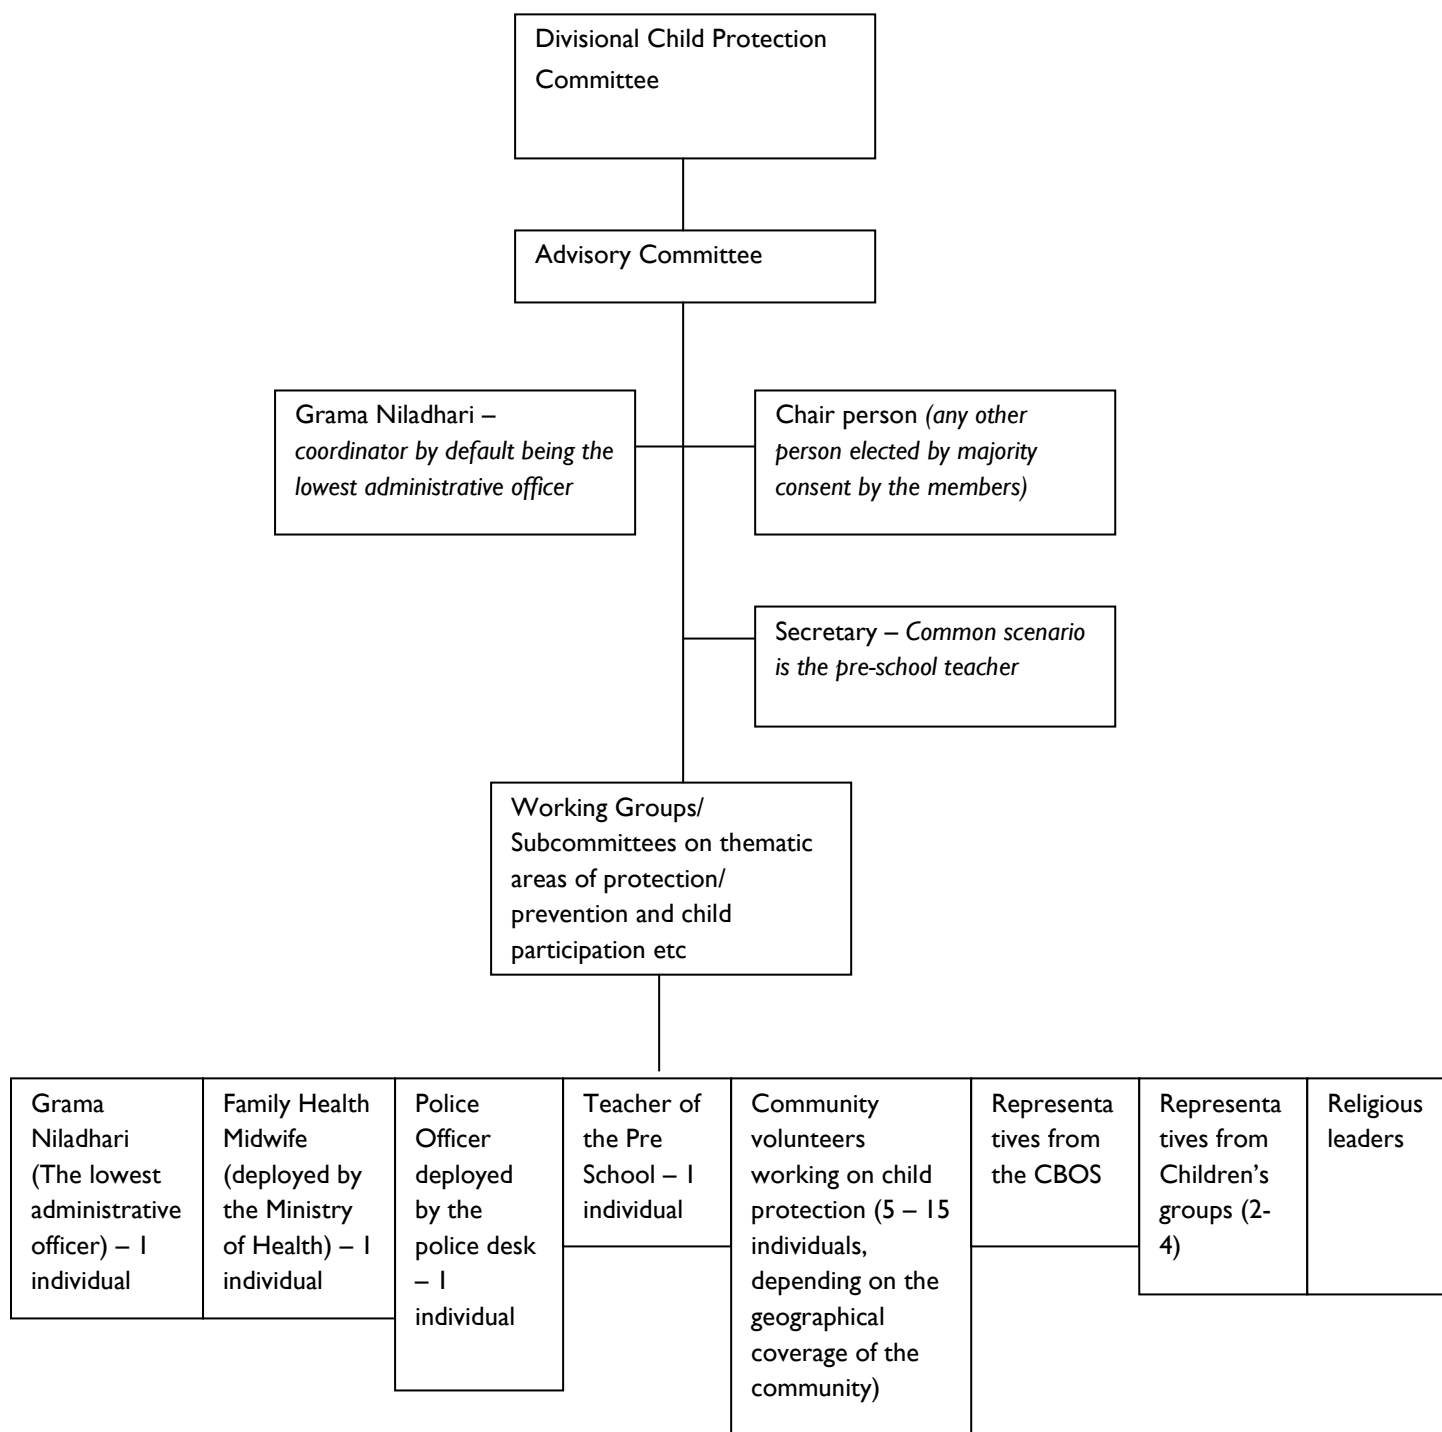 Divisional Child Protection
Committee
Advisory Committee
Grama Niladhari –
coordinator by default being the
lowest administrative officer
Chair person (any other
person elected by majority
consent by the members)
Secretary – Common scenario
is the pre-school teacher
Working Groups/
Subcommittees on thematic
areas of protection/
prevention and child
participation etc
Grama
Niladhari
(The lowest
administrative
officer) – 1
individual
Family Health
Midwife
(deployed by
the Ministry
of Health) – 1
individual
Police
Officer
deployed
by the
police desk
– 1
individual
Teacher of
the Pre
School – 1
individual
Community
volunteers
working on child
protection (5 – 15
individuals,
depending on the
geographical
coverage of the
community)
Representa
tives from
the CBOS
Representa
tives from
Children's
groups (2-
4)
Religious
leaders